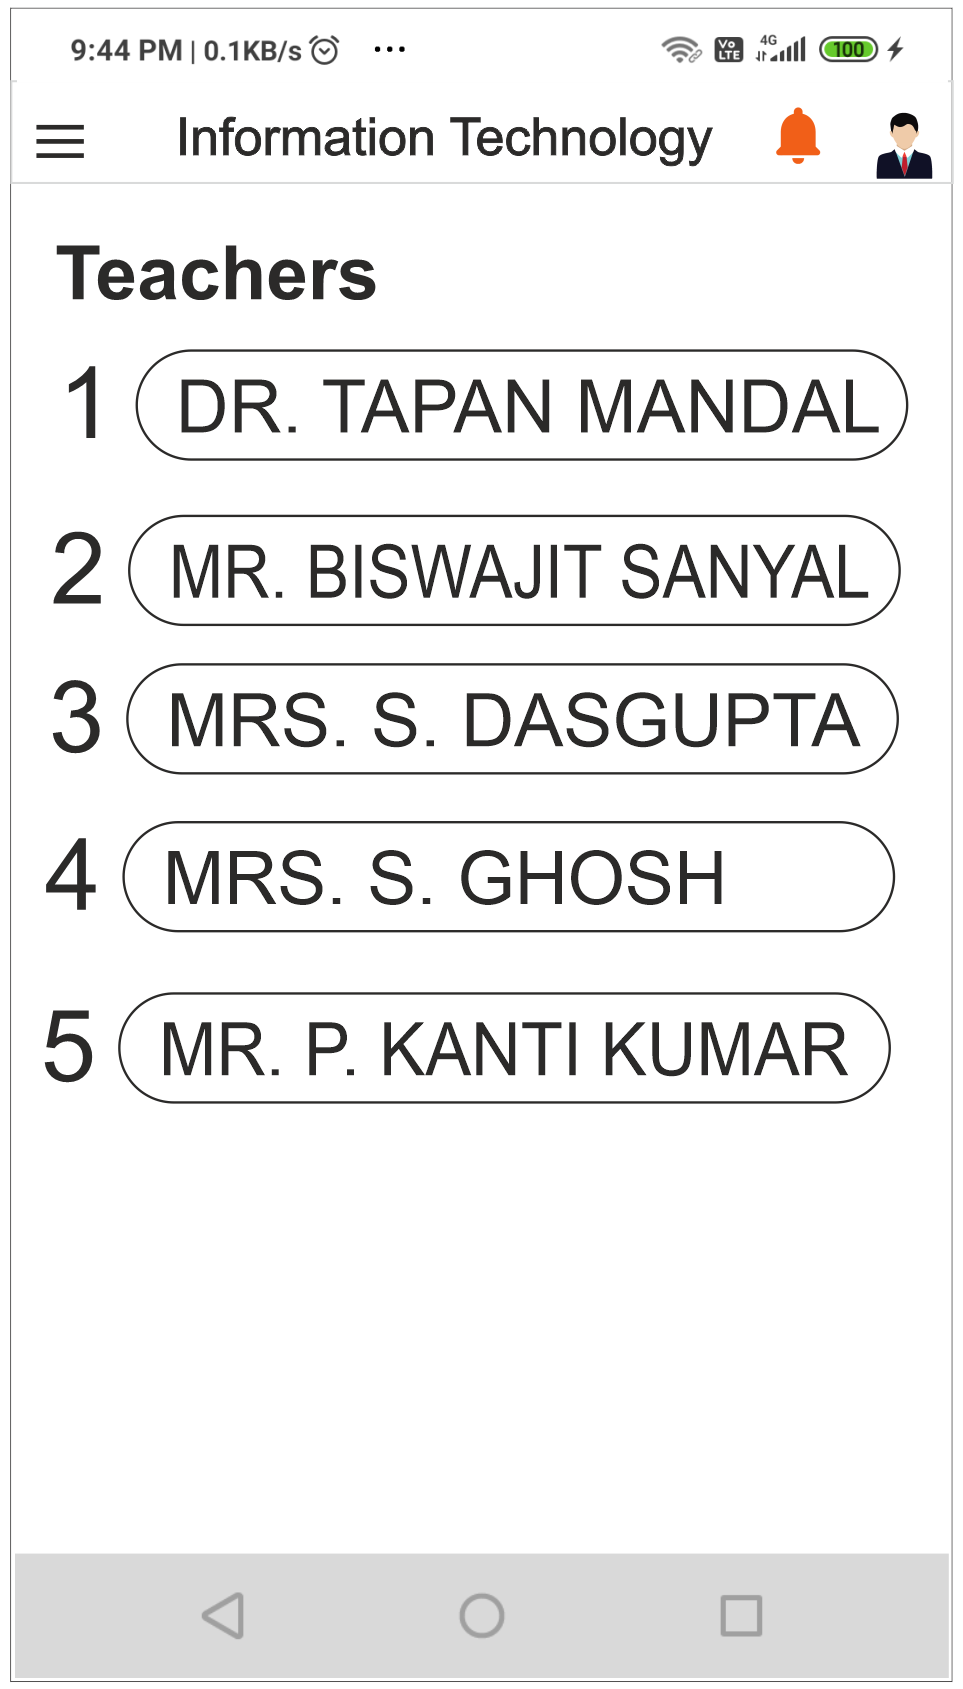 9:44 PM | 0.1KB/s ...
Vo LTE 4G 100
Information Technology
Teachers
1 DR. TAPAN MANDAL
2 MR. BISWAJIT SANYAL
3 MRS. S. DASGUPTA
4 MRS. S. GHOSH
5 MR. P. KANTI KUMAR